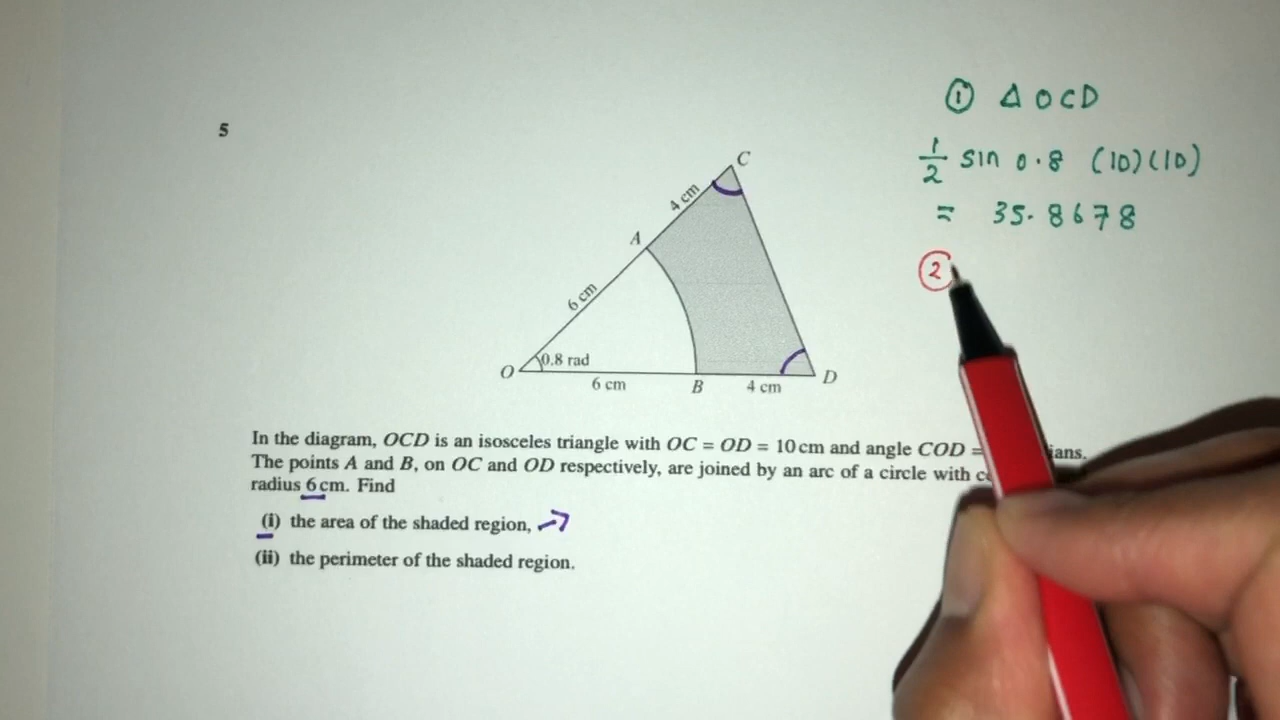 5
① △ OCD
1/2 sin 0.8 (10)(10)
= 35.8678
②
C
4 cm
A
6 cm
O
0.8 rad
6 cm
B
4 cm
D
In the diagram, OCD is an isosceles triangle with OC = OD = 10 cm and angle COD =
The points A and B, on OC and OD respectively, are joined by an arc of a circle with
radius 6 cm. Find
(i) the area of the shaded region,
(ii) the perimeter of the shaded region.